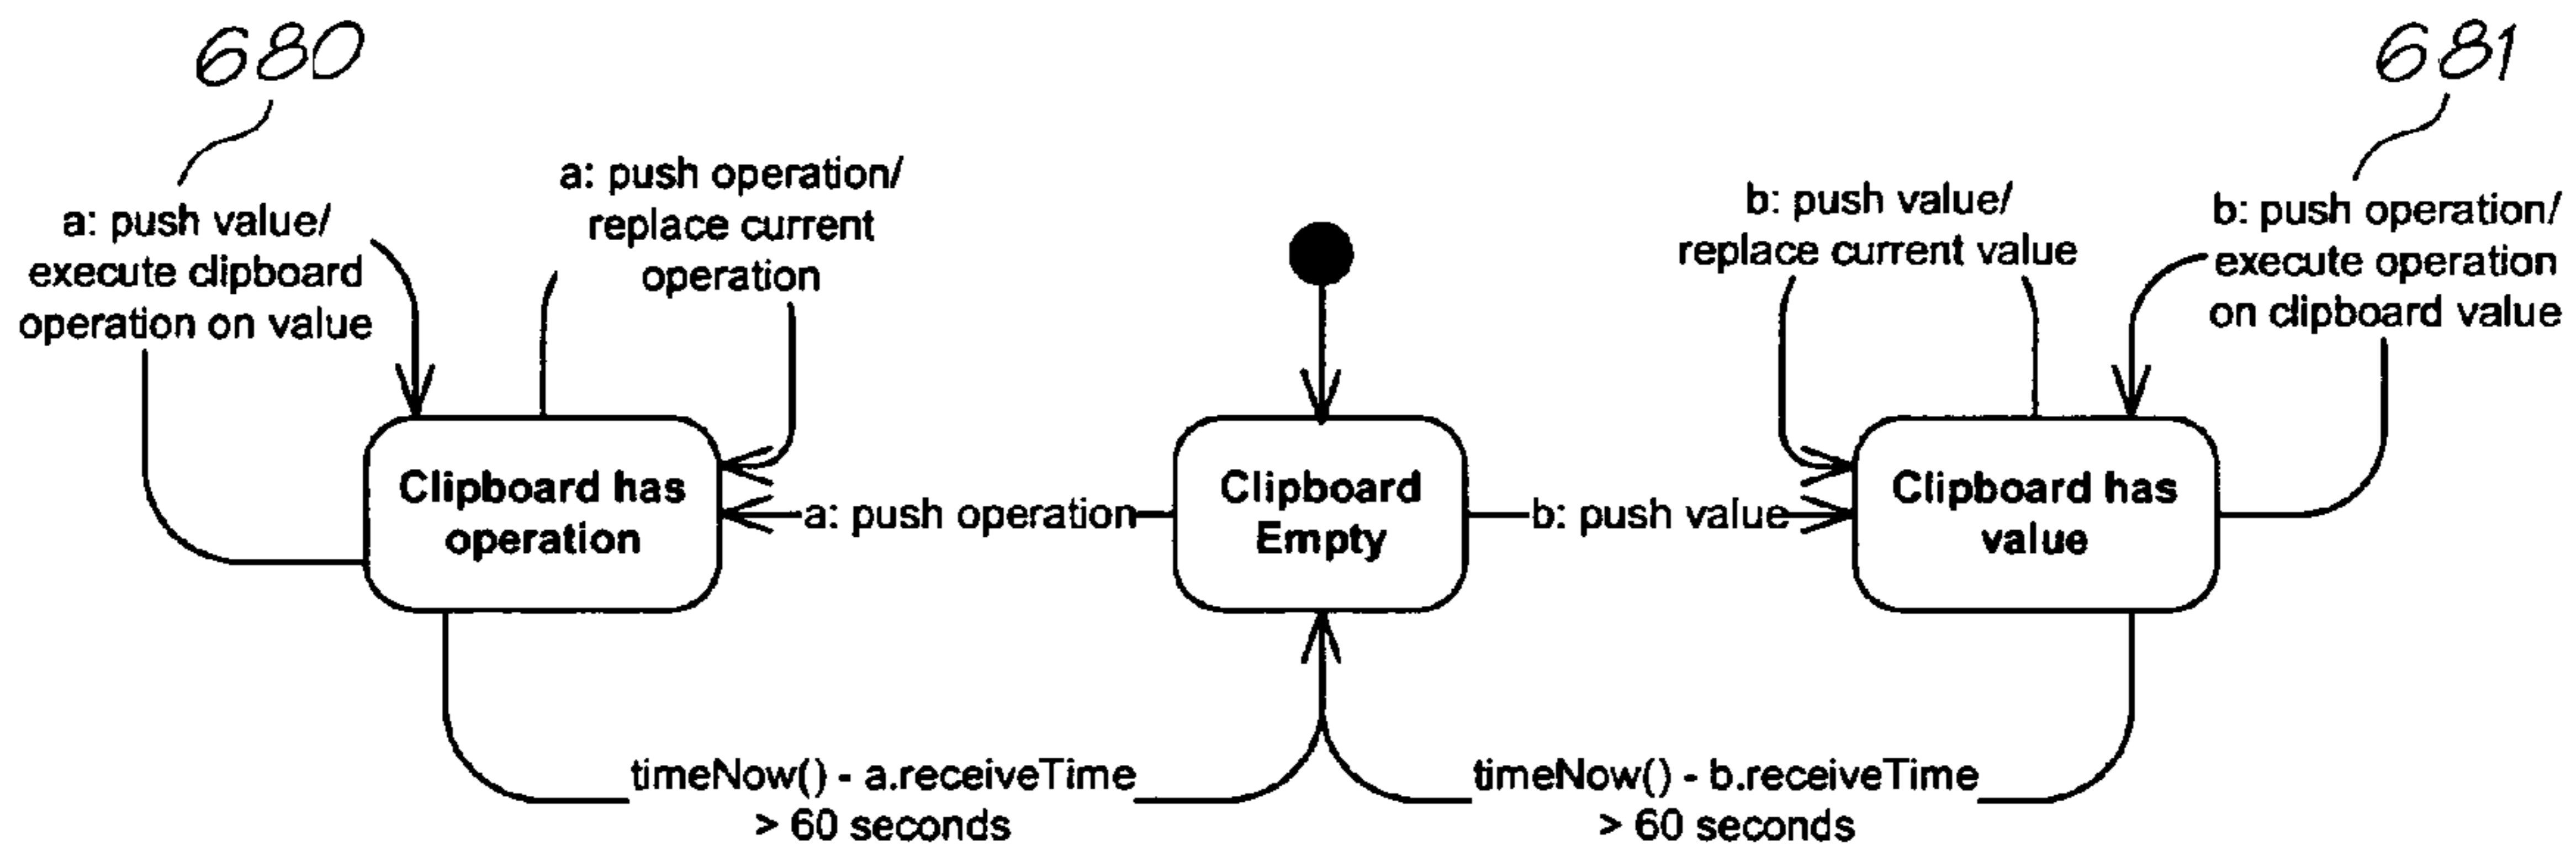 680
681
a: push value/
execute clipboard
operation on value
a: push operation/
replace current
operation
b: push value/
replace current value
b: push operation/
execute operation
on clipboard value
Clipboard has
operation
a: push operation
Clipboard
Empty
b: push value
Clipboard has
value
timeNow() - a.receiveTime
> 60 seconds
timeNow() - b.receiveTime
> 60 seconds